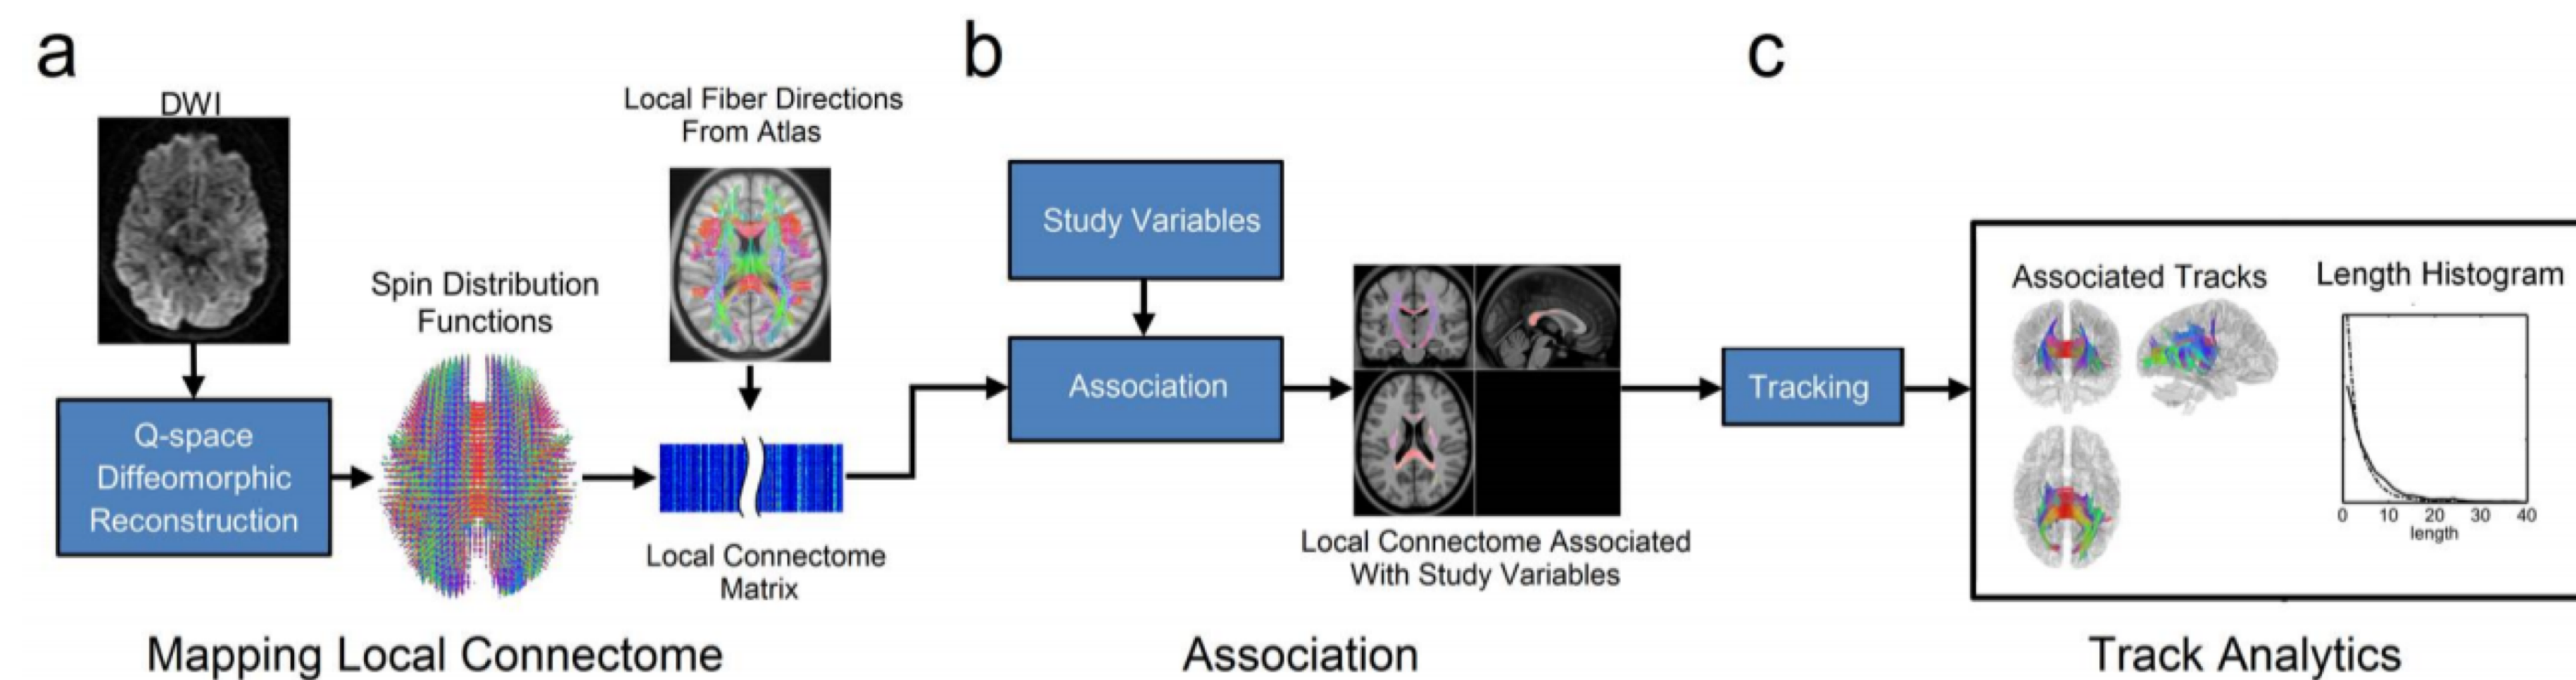 a
DWI
Q-space
Diffeomorphic
Reconstruction
Spin Distribution
Functions
Local Fiber Directions
From Atlas
Local Connectome
Matrix
Mapping Local Connectome
b
Study Variables
Association
Local Connectome Associated
With Study Variables
Association
c
Tracking
Associated Tracks
Length Histogram
0 10 20 30 40
length
Track Analytics